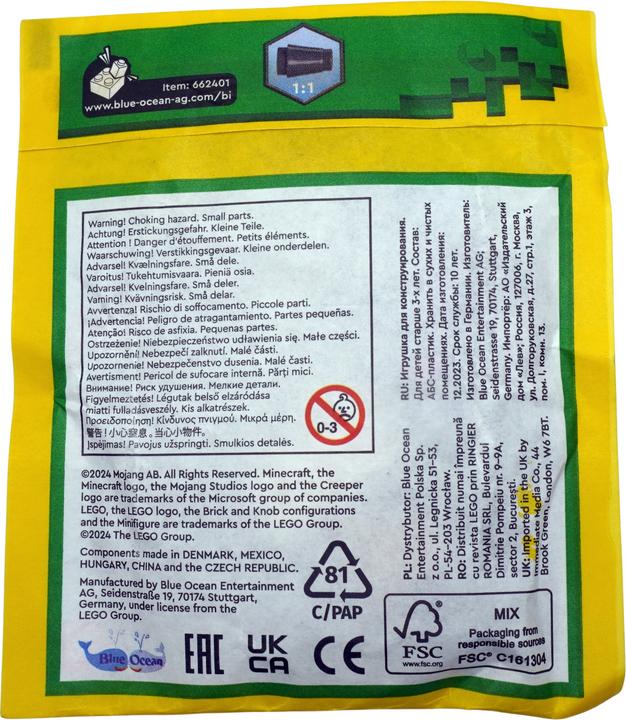 Item: 662401
www.blue-ocean-ag.com/bi
1:1
Warning! Choking hazard. Small parts.
Achtung! Erstickungsgefahr. Kleine Teile.
Attention ! Danger d'étouffement. Petits éléments.
Waarschuwing! Verstikkingsgevaar. Kleine onderdelen.
Advarsel! Kvælningsfare. Små dele.
Varoitus! Tukehtumisvaara. Pieniä osia.
Advarsel! Kvelningsfare. Små deler.
Varning! Kvävningsrisk. Små delar.
Avvertenza! Rischio di soffocamento. Piccole parti.
¡Advertencia! Peligro de atragantamiento. Partes pequeñas.
Atenção! Risco de asfixia. Pequenas partes.
Ostrzeżenie! Niebezpieczeństwo udławienia się. Małe części.
Upozornění! Nebezpečí zalknutí. Malé části.
Upozornenie! Nebezpečenstvo dusenia. Malé časti.
Avertisment! Pericol de sufocare internă. Părți mici.
Внимание! Риск удушения. Мелкие детали.
Figyelmeztetés! Légutak belső elzáródása
miatti fulladásveszély. Kis alkatrészek.
Προειδοποίηση! Κίνδυνος πνιγμού. Μικρά μέρη.
警告！小心窒息。当心小物件。
Įspėjimas! Pavojus užspringti. Smulkios detalės.
0-3
©2024 Mojang AB. All Rights Reserved. Minecraft, the
Minecraft logo, the Mojang Studios logo and the Creeper
logo are trademarks of the Microsoft group of companies.
LEGO, the LEGO logo, the Brick and Knob configurations
and the Minifigure are trademarks of the LEGO Group.
©2024 The LEGO Group.
Components made in DENMARK, MEXICO,
HUNGARY, CHINA and the CZECH REPUBLIC.
Manufactured by Blue Ocean Entertainment
AG, Seidenstraße 19, 70174 Stuttgart,
Germany, under license from the
LEGO Group.
81
C/PAP
Blue Ocean
EAC
UK
CA
CE
RU: Игрушка для конструирования.
Для детей старше 3-х лет. Состав:
АБС-пластик. Хранить в сухих и чистых
помещениях. Дата изготовления:
12.2023. Срок службы: 10 лет.
Изготовлено в Германии. Изготовитель:
Blue Ocean Entertainment AG;
seidenstrasse 19, 70174, Stuttgart,
Germany. Импортёр: АО «Издательский
дом «Лев»; Россия, 127006, г. Москва,
ул. Долгоруковская, д.27, стр.1, этаж 3,
пом. I, комн. 13.
PL: Dystrybutor: Blue Ocean
Entertainment Polska Sp.
z o.o., ul. Legnicka 51-53,
PL-54-203 Wrocław.
RO: Distribuit numai împreună
cu revista LEGO prin RINGIER
ROMANIA SRL, Bulevardul
Dimitrie Pompeiu nr. 9-9A,
sector 2, București.
UK: Imported in the UK by
Immediate Media Co., 44
Brook Green, London, W6 7BT.
FSC
www.fsc.org
MIX
Packaging from
responsible sources
FSC® C161304